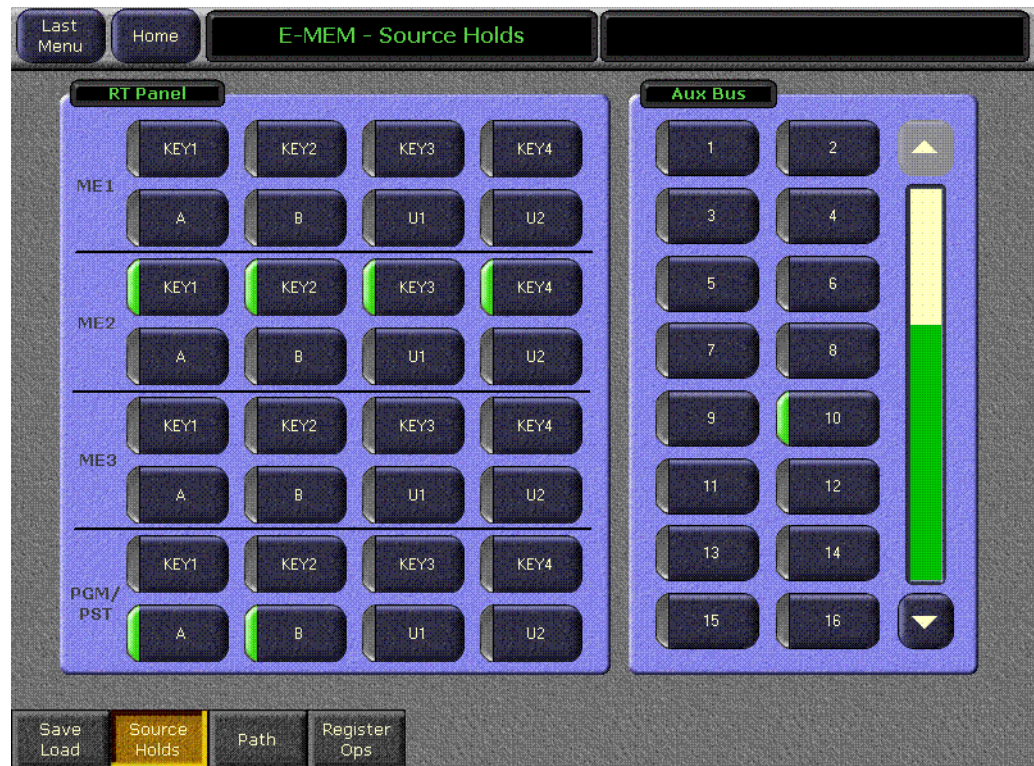 Last
Menu
Home
E-MEM - Source Holds
RT Panel
Aux Bus
ME1
KEY1 KEY2 KEY3 KEY4
A B U1 U2
ME2
KEY1 KEY2 KEY3 KEY4
A B U1 U2
ME3
KEY1 KEY2 KEY3 KEY4
A B U1 U2
PGM/
PST
KEY1 KEY2 KEY3 KEY4
A B U1 U2
1 2
3 4
5 6
7 8
9 10
11 12
13 14
15 16
Save
Load
Source
Holds
Path
Register
Ops